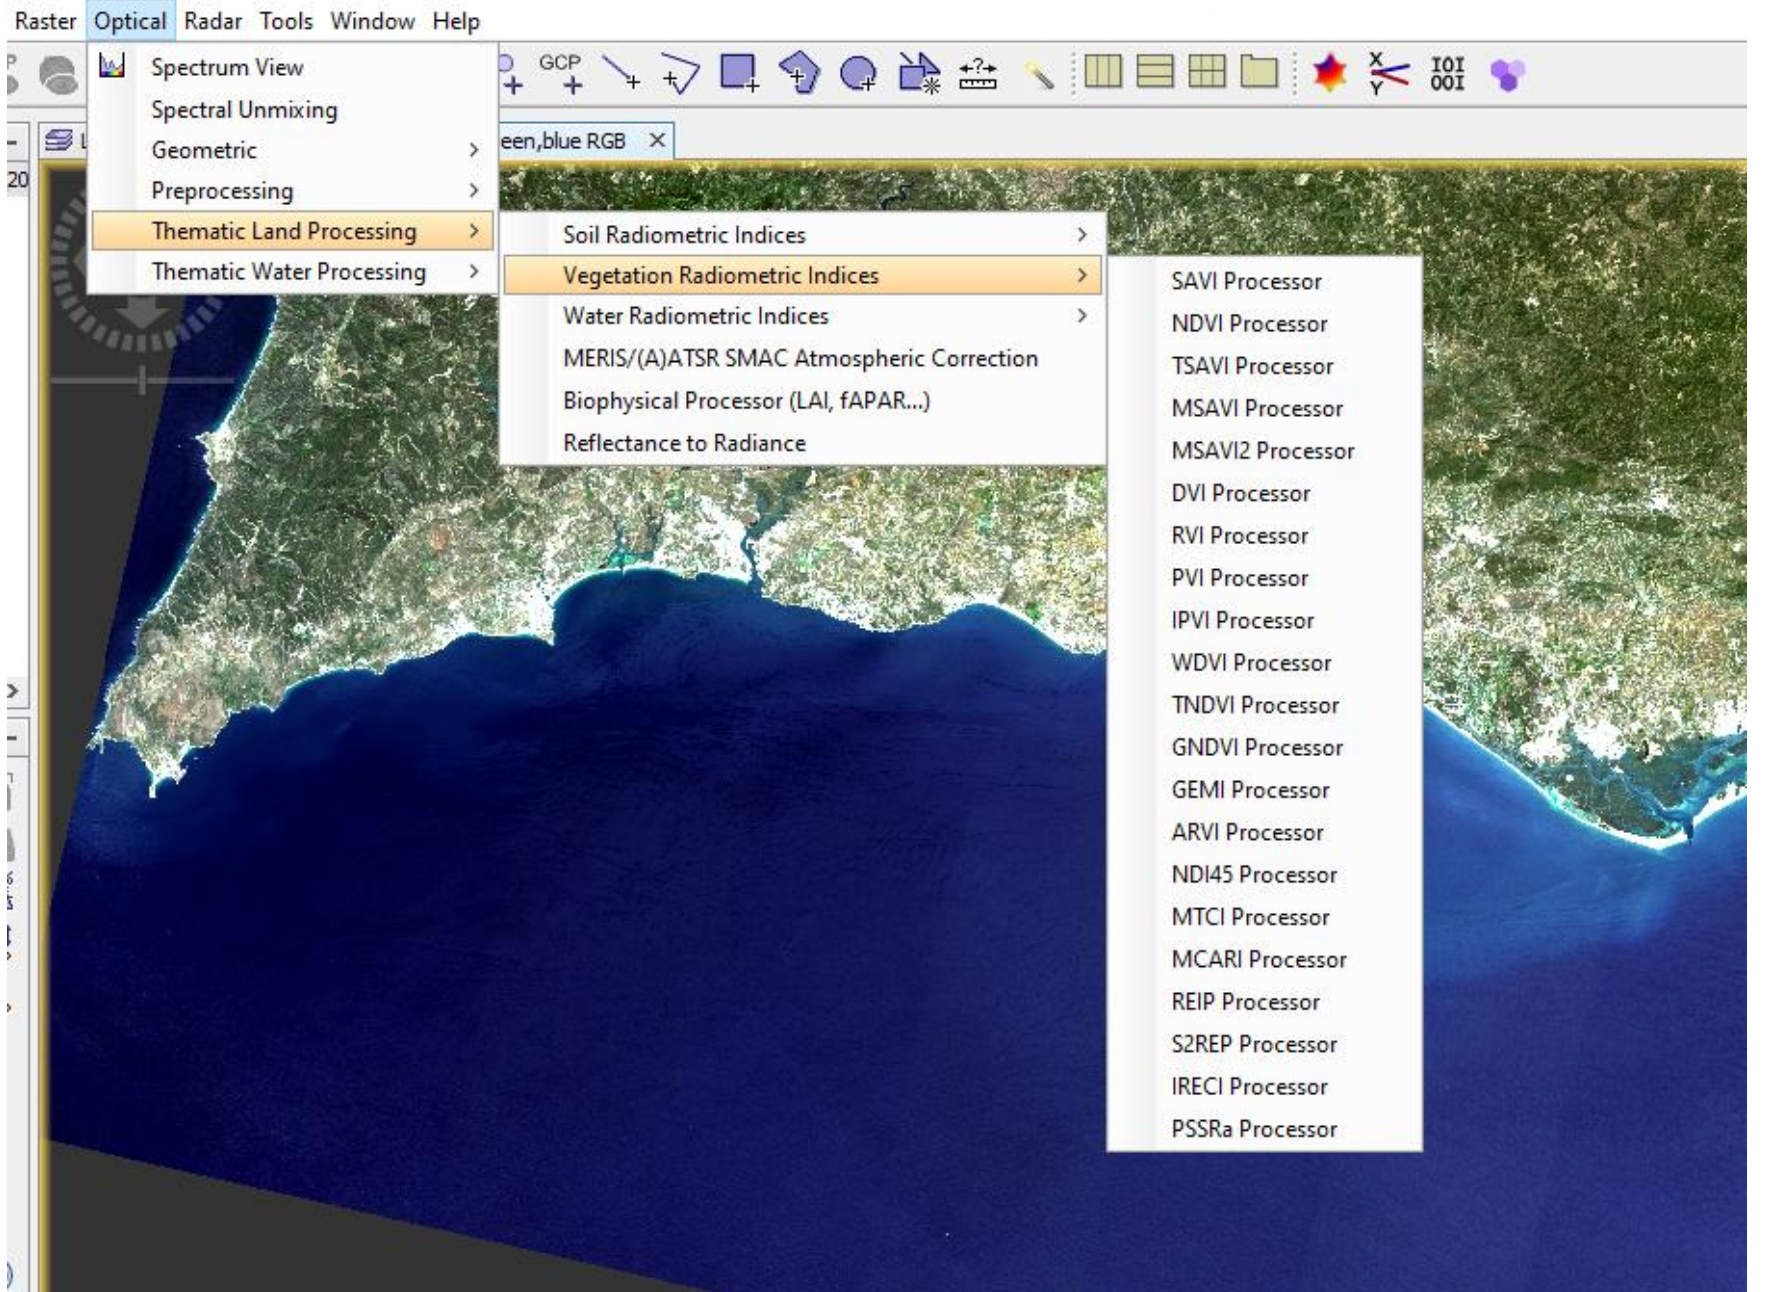 Raster Optical Radar Tools Window Help
Spectrum View
GCP
X
Y
IOI
OOI
Spectral Unmixing
Geometric
een,blue RGB
Preprocessing
20
Thematic Land Processing
Thematic Water Processing
Soil Radiometric Indices
Vegetation Radiometric Indices
Water Radiometric Indices
MERIS/(A)ATSR SMAC Atmospheric Correction
Biophysical Processor (LAI, fAPAR...)
Reflectance to Radiance
SAVI Processor
NDVI Processor
TSAVI Processor
MSAVI Processor
MSAVI2 Processor
DVI Processor
RVI Processor
PVI Processor
IPVI Processor
WDVI Processor
TNDVI Processor
GNDVI Processor
GEMI Processor
ARVI Processor
NDI45 Processor
MTCI Processor
MCARI Processor
REIP Processor
S2REP Processor
IRECI Processor
PSSRa Processor